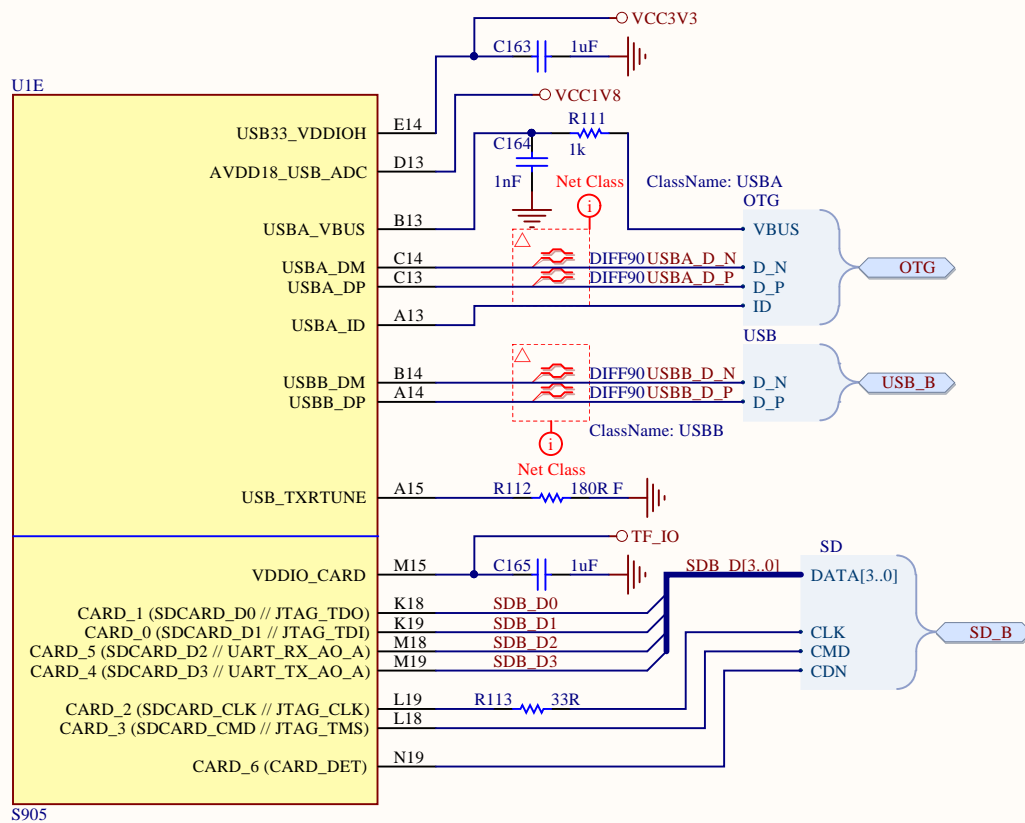 VCC3V3
C163 1uF
U1E
VCC1V8
USB33_VDDIOH E14
R111
C164
1k
AVDD18_USB_ADC D13
1nF Net Class ClassName: USBA
OTG
i
USBA_VBUS B13 VBUS
USBA_DM C14 DIFF90 USBA_D_N D_N
OTG
USBA_DP C13 DIFF90 USBA_D_P D_P
ID
USBA_ID A13
USB
USBB_DM B14 DIFF90 USBB_D_N D_N
USB_B
USBB_DP A14 DIFF90 USBB_D_P D_P
ClassName: USBB
i
Net Class
USB_TXRTUNE A15 R112 180R F
TF_IO
SD
VDDIO_CARD M15 C165 1uF SDB_D[3..0] DATA[3..0]
CARD_1 (SDCARD_D0 // JTAG_TDO) K18 SDB_D0
CARD_0 (SDCARD_D1 // JTAG_TDI) K19 SDB_D1 CLK
SD_B
CARD_5 (SDCARD_D2 // UART_RX_AO_A) M18 SDB_D2 CMD
CARD_4 (SDCARD_D3 // UART_TX_AO_A) M19 SDB_D3 CDN
CARD_2 (SDCARD_CLK // JTAG_CLK) L19 R113 33R
CARD_3 (SDCARD_CMD // JTAG_TMS) L18
CARD_6 (CARD_DET) N19
S905